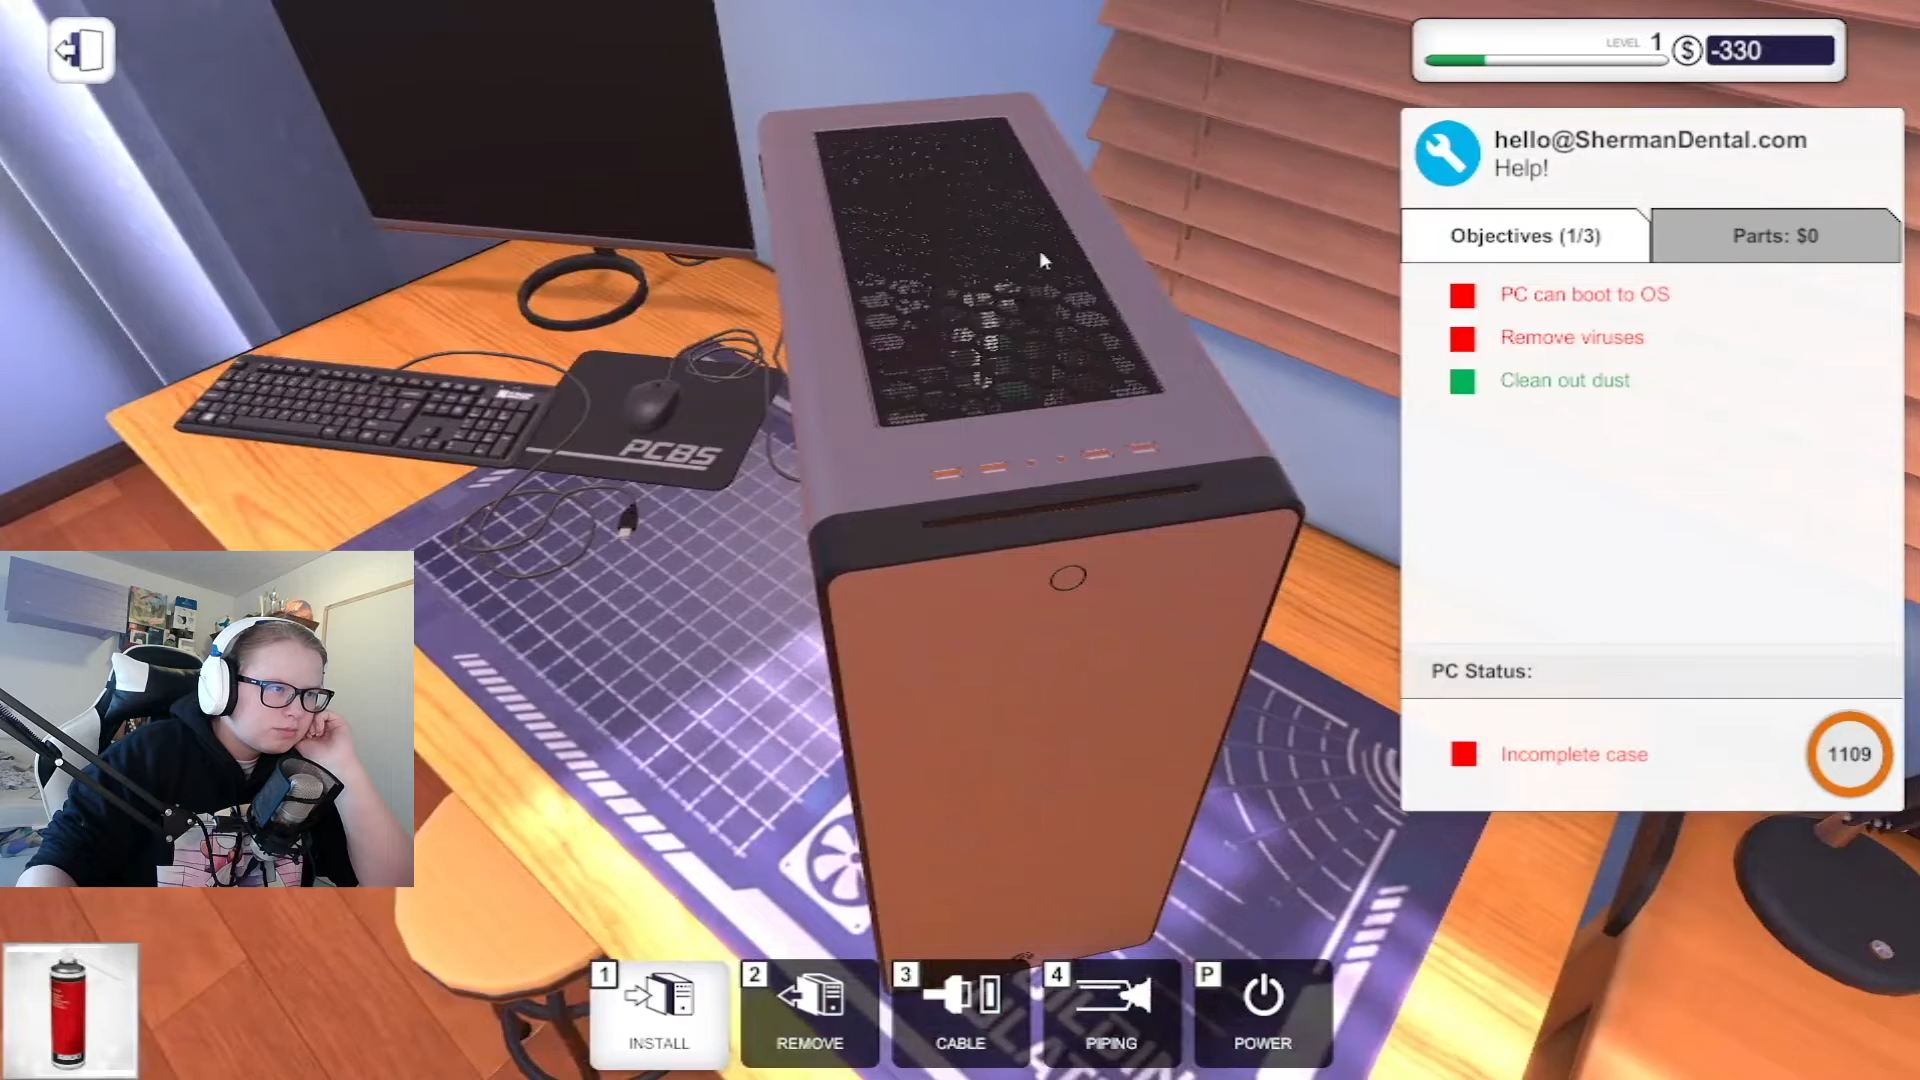 LEVEL 1
$ -330
hello@ShermanDental.com
Help!
Objectives (1/3)
Parts: $0
PC can boot to OS
Remove viruses
Clean out dust
PCBS
PC Status:
Incomplete case
1109
1 INSTALL
2 REMOVE
3 CABLE
4 PIPING
P POWER